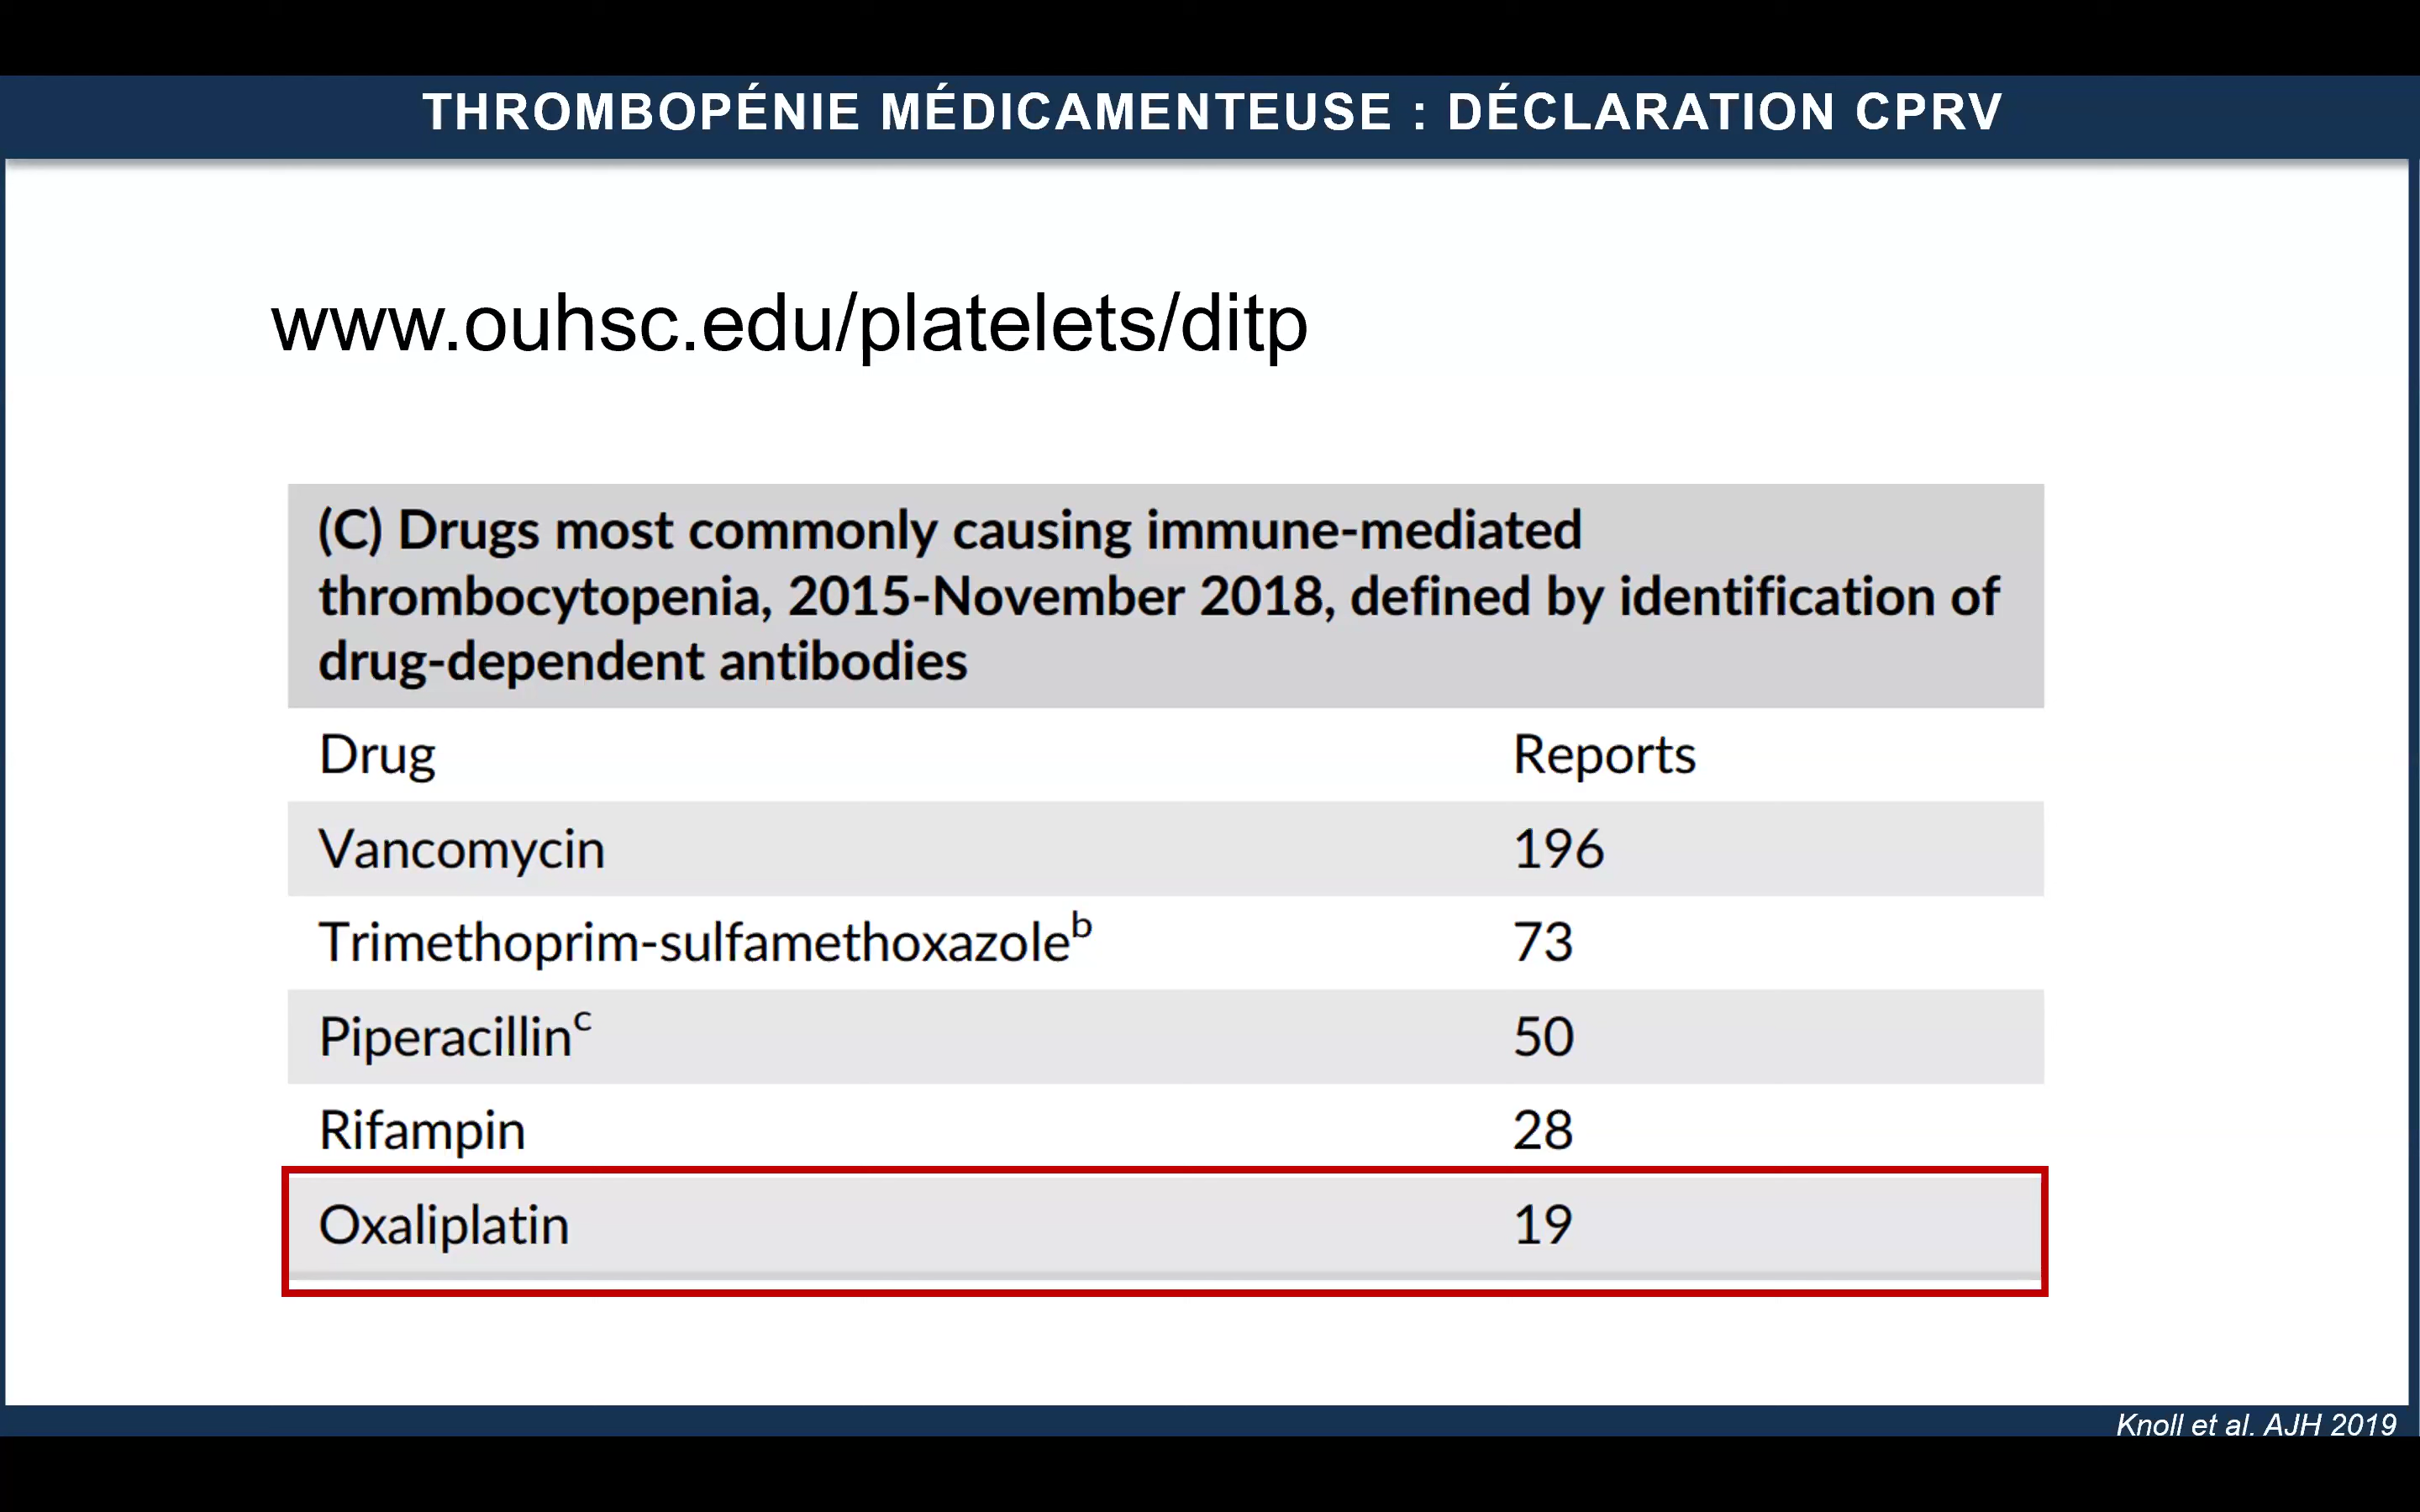 THROMBOPÉNIE MÉDICAMENTEUSE : DÉCLARATION CPRV
www.ouhsc.edu/platelets/ditp
(C) Drugs most commonly causing immune-mediated
thrombocytopenia, 2015-November 2018, defined by identification of
drug-dependent antibodies
Drug Reports
Vancomycin 196
Trimethoprim-sulfamethoxazole^b 73
Piperacillin^c 50
Rifampin 28
Oxaliplatin 19
Knoll et al. AJH 2019